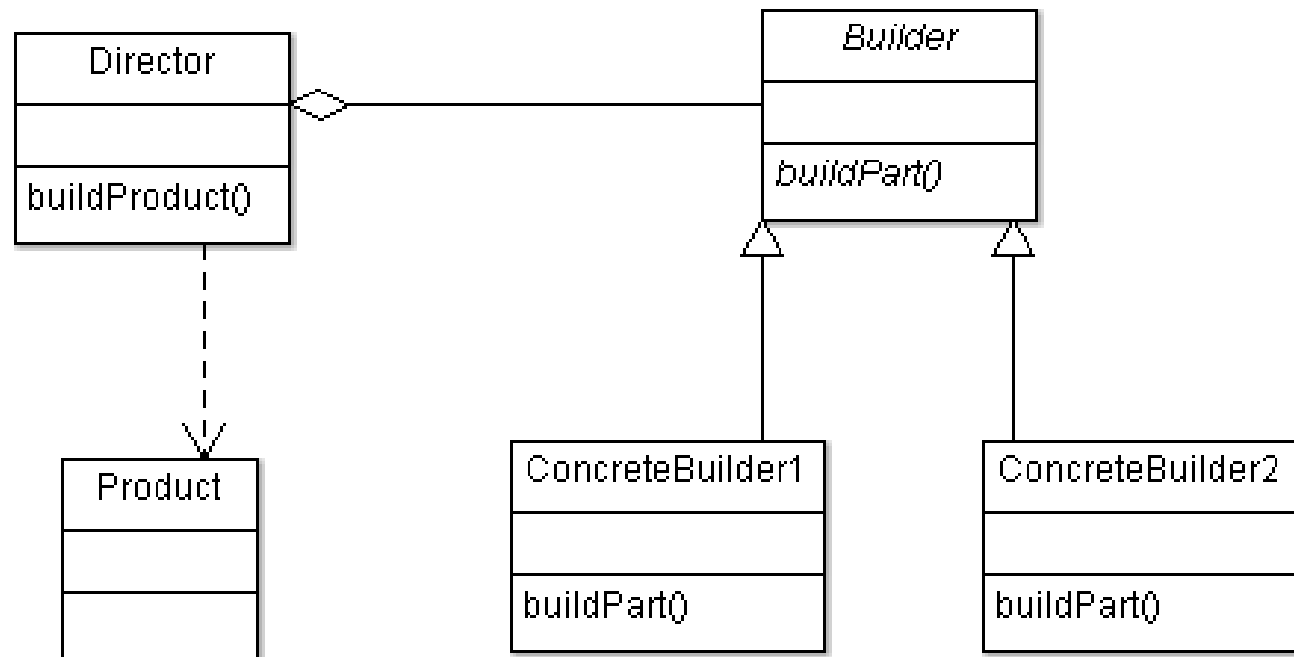 Director
buildProduct()
Builder
buildPart()
Product
ConcreteBuilder1
buildPart()
ConcreteBuilder2
buildPart()